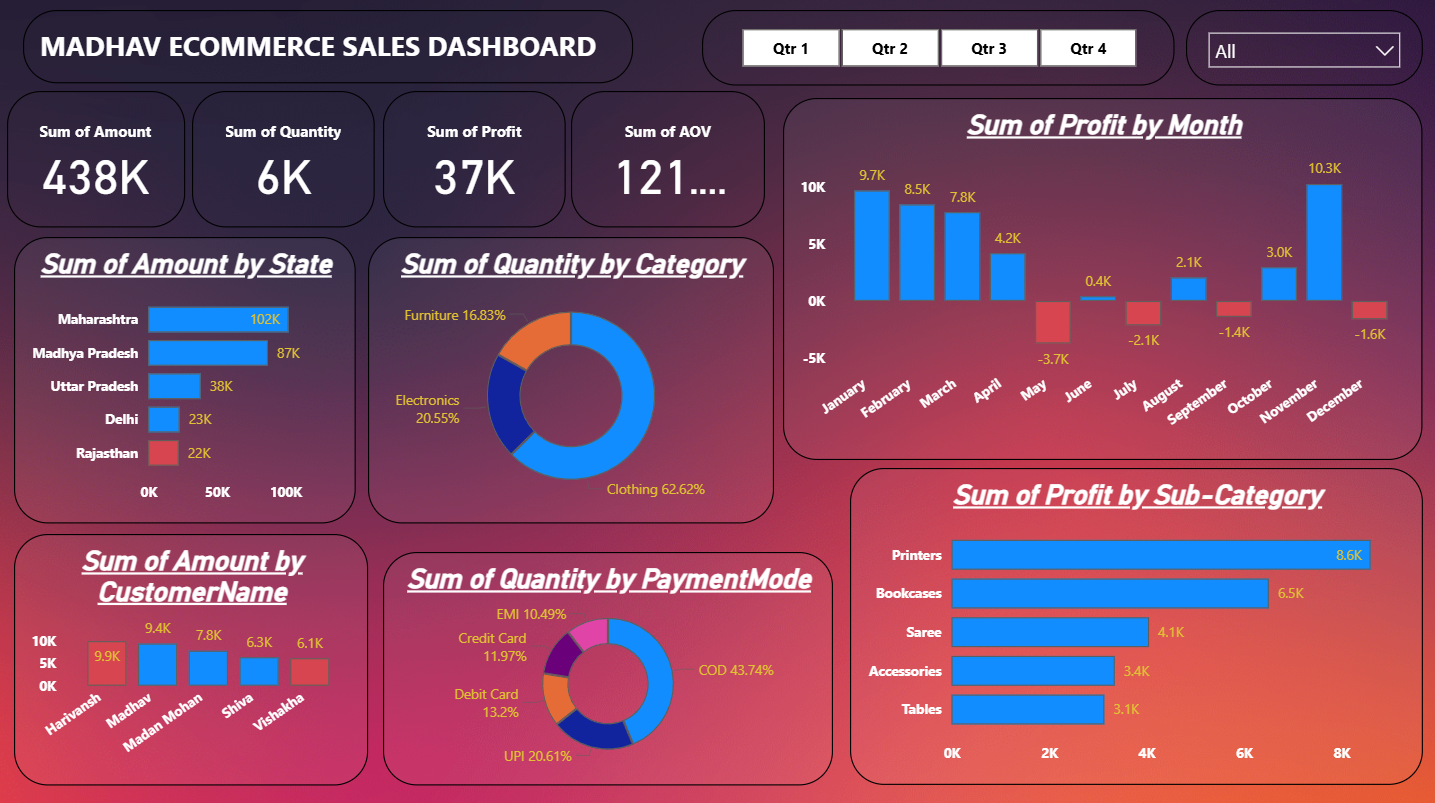 MADHAV ECOMMERCE SALES DASHBOARD
Qtr 1
Qtr 2
Qtr 3
Qtr 4
All
Sum of Amount
438K
Sum of Quantity
6K
Sum of Profit
37K
Sum of AOV
121....
Sum of Profit by Month
10K
5K
0K
-5K
9.7K
8.5K
7.8K
4.2K
-3.7K
0.4K
-2.1K
2.1K
-1.4K
3.0K
10.3K
-1.6K
January
February
March
April
May
June
July
August
September
October
November
December
Sum of Amount by State
Maharashtra 102K
Madhya Pradesh 87K
Uttar Pradesh 38K
Delhi 23K
Rajasthan 22K
0K 50K 100K
Sum of Quantity by Category
Furniture 16.83%
Electronics
20.55%
Clothing 62.62%
Sum of Amount by
CustomerName
10K
5K
0K
9.9K
9.4K
7.8K
6.3K
6.1K
Harivansh
Madhav
Madan Mohan
Shiva
Vishakha
Sum of Quantity by PaymentMode
EMI 10.49%
Credit Card
11.97%
Debit Card
13.2%
UPI 20.61%
COD 43.74%
Sum of Profit by Sub-Category
Printers 8.6K
Bookcases 6.5K
Saree 4.1K
Accessories 3.4K
Tables 3.1K
0K 2K 4K 6K 8K